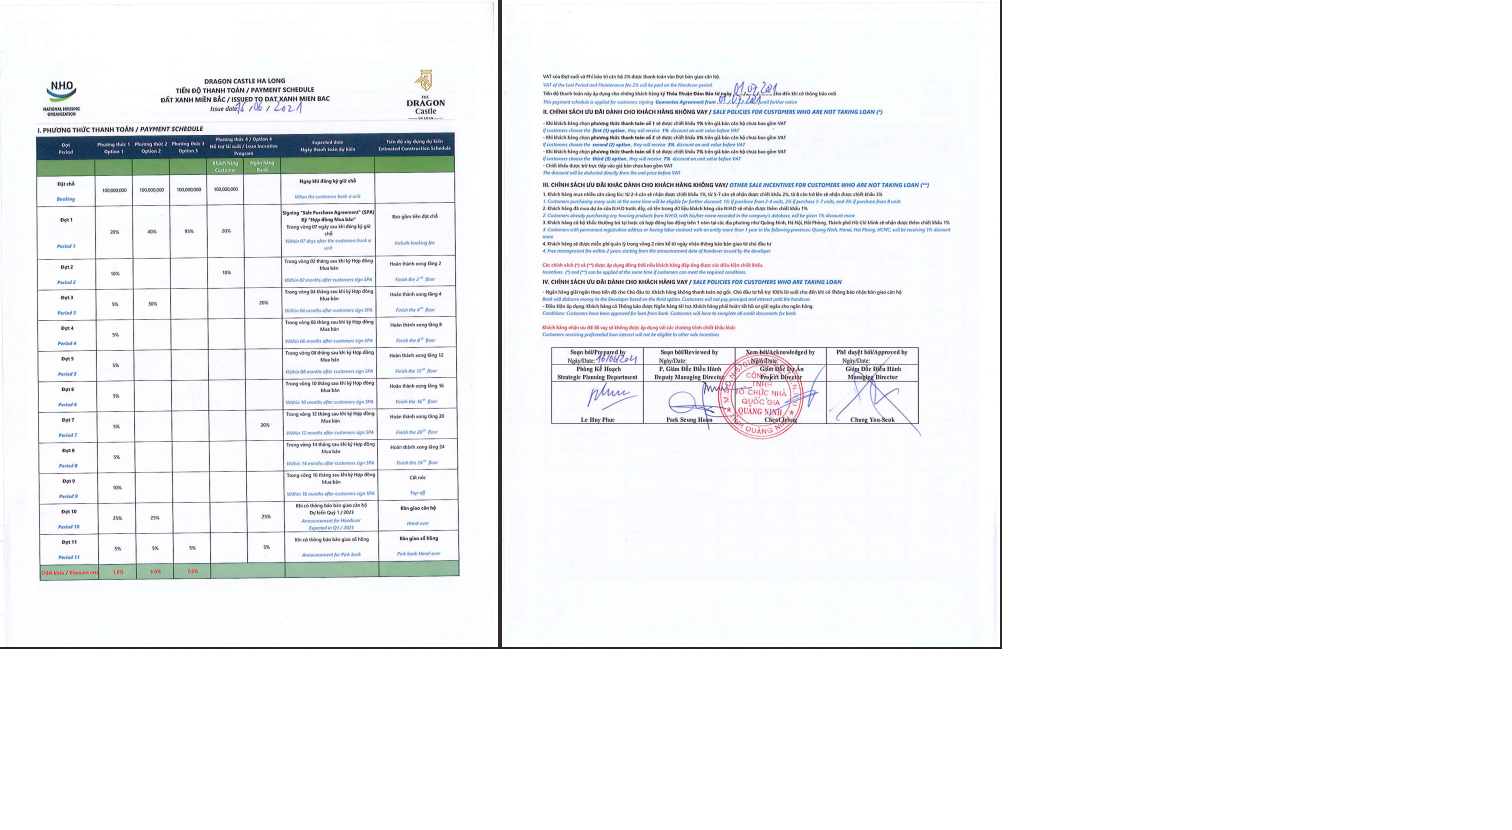 N.H.O
NATIONAL HOUSING
ORGANIZATION
DRAGON CASTLE HA LONG
TIẾN ĐỘ THANH TOÁN / PAYMENT SCHEDULE
ĐẤT XANH MIỀN BẮC / ISSUED TO DAT XANH MIEN BAC
Issue date 16 / 06 / 2021
THE
DRAGON
Castle
HA LONG
I. PHƯƠNG THỨC THANH TOÁN / PAYMENT SCHEDULE
Đợt
Period
Phương thức 1
Option 1
Phương thức 2
Option 2
Phương thức 3
Option 3
Phương thức 4 / Option 4
Hỗ trợ lãi suất / Loan Incentive
Program
Expected date
Ngày thanh toán dự kiến
Tiến độ xây dựng dự kiến
Estimated Construction Schedule
Khách hàng
Customer
Ngân hàng
Bank
Đặt chỗ
Booking
100,000,000
100,000,000
100,000,000
100,000,000
Ngay khi đăng ký giữ chỗ
When the customers book a unit
Đợt 1
Period 1
20%
40%
95%
20%
Signing "Sale Purchase Agreement" (SPA)
Ký "Hợp đồng Mua bán"
Trong vòng 07 ngày sau khi đăng ký giữ
chỗ
Within 07 days after the customers book a
unit
Bao gồm tiền đặt chỗ
Include booking fee
Đợt 2
Period 2
10%
10%
Trong vòng 02 tháng sau khi ký Hợp đồng
Mua bán
Within 02 months after customers sign SPA
Hoàn thành xong tầng 2
Finish the 2nd floor
Đợt 3
Period 3
5%
30%
20%
Trong vòng 04 tháng sau khi ký Hợp đồng
Mua bán
Within 04 months after customers sign SPA
Hoàn thành xong tầng 4
Finish the 4th floor
Đợt 4
Period 4
5%
Trong vòng 06 tháng sau khi ký Hợp đồng
Mua bán
Within 06 months after customers sign SPA
Hoàn thành xong tầng 8
Finish the 8th floor
Đợt 5
Period 5
5%
Trong vòng 08 tháng sau khi ký Hợp đồng
Mua bán
Within 08 months after customers sign SPA
Hoàn thành xong tầng 12
Finish the 12th floor
Đợt 6
Period 6
5%
Trong vòng 10 tháng sau khi ký Hợp đồng
Mua bán
Within 10 months after customers sign SPA
Hoàn thành xong tầng 16
Finish the 16th floor
Đợt 7
Period 7
5%
20%
Trong vòng 12 tháng sau khi ký Hợp đồng
Mua bán
Within 12 months after customers sign SPA
Hoàn thành xong tầng 20
Finish the 20th floor
Đợt 8
Period 8
5%
Trong vòng 14 tháng sau khi ký Hợp đồng
Mua bán
Within 14 months after customers sign SPA
Hoàn thành xong tầng 24
Finish the 24th floor
Đợt 9
Period 9
10%
Trong vòng 16 tháng sau khi ký Hợp đồng
Mua bán
Within 16 months after customers sign SPA
Cất nóc
Top-off
Đợt 10
Period 10
25%
25%
25%
Khi có thông báo bàn giao căn hộ
Dự kiến Quý 1 / 2023
Announcement for Handover
Expected in Q1 / 2023
Bàn giao căn hộ
Hand-over
Đợt 11
Period 11
5%
5%
5%
5%
Khi có thông báo bàn giao sổ hồng
Announcement for Pink book
Bàn giao sổ hồng
Pink book Hand-over
Chiết khấu / Discount rate
1.0%
3.0%
7.0%
VAT của Đợt cuối và Phí bảo trì căn hộ 2% được thanh toán vào Đợt bàn giao căn hộ.
VAT of the Last Period and Maintenance fee 2% will be paid on the Handover period
Tiến độ thanh toán này áp dụng cho những khách hàng ký Thỏa Thuận Đảm Bảo từ ngày 01.07.2021 cho đến khi có thông báo mới
This payment schedule is applied for customers signing Guarantee Agreement from 01.07.2021 until further notice
II. CHÍNH SÁCH ƯU ĐÃI DÀNH CHO KHÁCH HÀNG KHÔNG VAY / SALE POLICIES FOR CUSTOMERS WHO ARE NOT TAKING LOAN (*)
- Khi khách hàng chọn phương thức thanh toán số 1 sẽ được chiết khấu 1% trên giá bán căn hộ chưa bao gồm VAT
If customers choose the first (1) option, they will receive 1% discount on unit value before VAT
- Khi khách hàng chọn phương thức thanh toán số 2 sẽ được chiết khấu 3% trên giá bán căn hộ chưa bao gồm VAT
If customers choose the second (2) option, they will receive 3% discount on unit value before VAT
- Khi khách hàng chọn phương thức thanh toán số 3 sẽ được chiết khấu 7% trên giá bán căn hộ chưa bao gồm VAT
If customers choose the third (3) option, they will receive 7% discount on unit value before VAT
- Chiết khấu được trừ trực tiếp vào giá bán chưa bao gồm VAT
The discount will be deducted directly from the unit price before VAT
III. CHÍNH SÁCH ƯU ĐÃI KHÁC DÀNH CHO KHÁCH HÀNG KHÔNG VAY/ OTHER SALE INCENTIVES FOR CUSTOMERS WHO ARE NOT TAKING LOAN (**)
1. Khách hàng mua nhiều căn cùng lúc: từ 2-4 căn sẽ nhận được chiết khấu 1%, từ 5-7 căn sẽ nhận được chiết khấu 2%, từ 8 căn trở lên sẽ nhận được chiết khấu 3%
1. Customers purchasing many units at the same time will be eligible for further discount: 1% if purchase from 2-4 units, 2% if purchase 5-7 units, and 3% if purchase from 8 units
2. Khách hàng đã mua dự án của N.H.O trước đây, có tên trong dữ liệu khách hàng của N.H.O sẽ nhận được thêm chiết khấu 1%
2. Customers already purchasing any housing products from N.H.O, with his/her name recorded in the company's database, will be given 1% discount more
3. Khách hàng có hộ khẩu thường trú tại hoặc có hợp đồng lao động trên 1 năm tại các địa phương như Quảng Ninh, Hà Nội, Hải Phòng, Thành phố Hồ Chí Minh sẽ nhận được thêm chiết khấu 1%
3. Customers with permanent registration address or having labor contract with an entity more than 1 year in the following provinces: Quang Ninh, Hanoi, Hai Phong, HCMC, will be receiving 1% discount
more
4. Khách hàng sẽ được miễn phí quản lý trong vòng 2 năm kể từ ngày nhận thông báo bàn giao từ chủ đầu tư
4. Free management fee within 2 years starting from the announcement date of handover issued by the developer
Các chính sách (*) và (**) được áp dụng đồng thời nếu khách hàng đáp ứng được các điều kiện chiết khấu.
Incentives (*) and (**) can be applied at the same time if customers can meet the required conditions.
IV. CHÍNH SÁCH ƯU ĐÃI DÀNH CHO KHÁCH HÀNG VAY / SALE POLICIES FOR CUSTOMERS WHO ARE TAKING LOAN
- Ngân hàng giải ngân theo tiến độ cho Chủ đầu tư. Khách hàng không thanh toán nợ gốc. Chủ đầu tư hỗ trợ 100% lãi suất cho đến khi có Thông báo nhận bàn giao căn hộ
Bank will disburse money to the Developer based on the third option. Customers will not pay principal and interest until the handover
- Điều kiện áp dụng: Khách hàng có Thông báo được Ngân hàng tài trợ. Khách hàng phải hoàn tất hồ sơ giải ngân cho ngân hàng.
Conditions: Customers have been approved for loan from bank. Customers will have to complete all credit documents for bank
Khách hàng nhận ưu đãi lãi vay sẽ không được áp dụng với các chương trình chiết khấu khác
Customers receiving preferential loan interest will not be eligible to other sale incentives
Soạn bởi/Prepared by
Ngày/Date: 16/06/2021
Soạn bởi/Reviewed by
Ngày/Date:
Xem bởi/Acknowledged by
Ngày/Date:
Phê duyệt bởi/Approved by
Ngày/Date:
Phòng Kế Hoạch
Strategic Planning Department
P. Giám Đốc Điều Hành
Deputy Managing Director
Giám Đốc Dự Án
Project Director
Giám Đốc Điều Hành
Managing Director
CÔNG TY
TNHH
TỔ CHỨC NHÀ
QUỐC GIA
QUẢNG NINH
TỈNH QUẢNG NINH
Le Huy Phuc
Park Seung Hoon
Cheol Jeong
Chung You-Seok